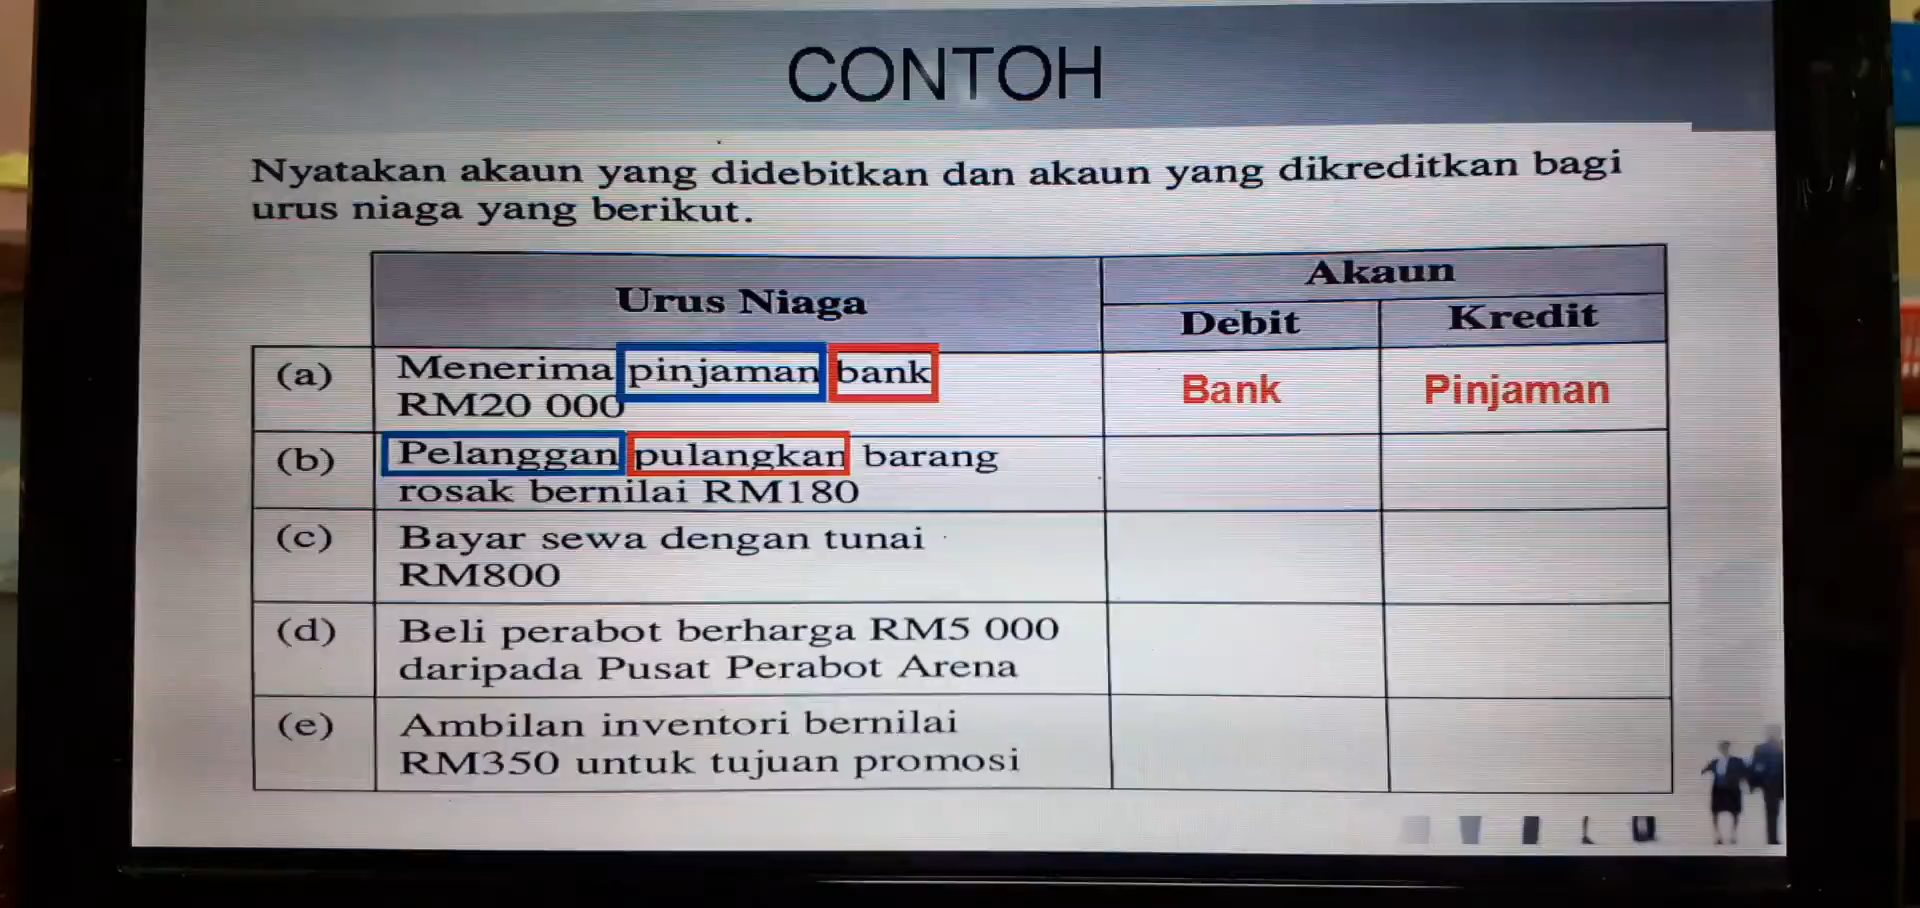 CONTOH
Nyatakan akaun yang didebitkan dan akaun yang dikreditkan bagi
urus niaga yang berikut.
Urus Niaga
Akaun
Debit
Kredit
(a)
Menerima pinjaman bank
RM20 000
Bank
Pinjaman
(b)
Pelanggan pulangkan barang
rosak bernilai RM180
(c)
Bayar sewa dengan tunai
RM800
(d)
Beli perabot berharga RM5 000
daripada Pusat Perabot Arena
(e)
Ambilan inventori bernilai
RM350 untuk tujuan promosi